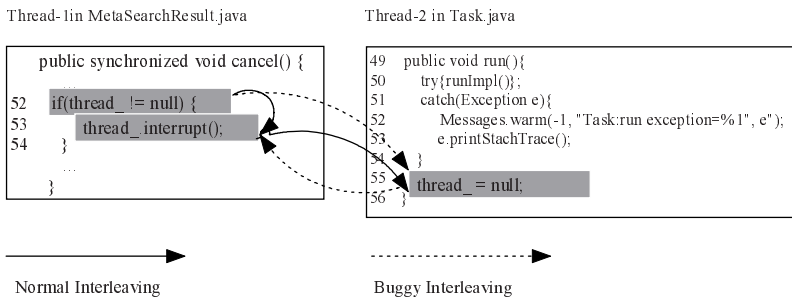 Thread-1in MetaSearchResult.java
public synchronized void cancel() {
...
52 if(thread_ != null) {
53 thread_.interrupt();
54 }
...
}
Thread-2 in Task.java
49 public void run(){
50 try{runImpl()};
51 catch(Exception e){
52 Messages.warm(-1, "Task:run exception=%1", e");
53 e.printStachTrace();
54 }
55 thread_ = null;
56 }
Normal Interleaving
Buggy Interleaving